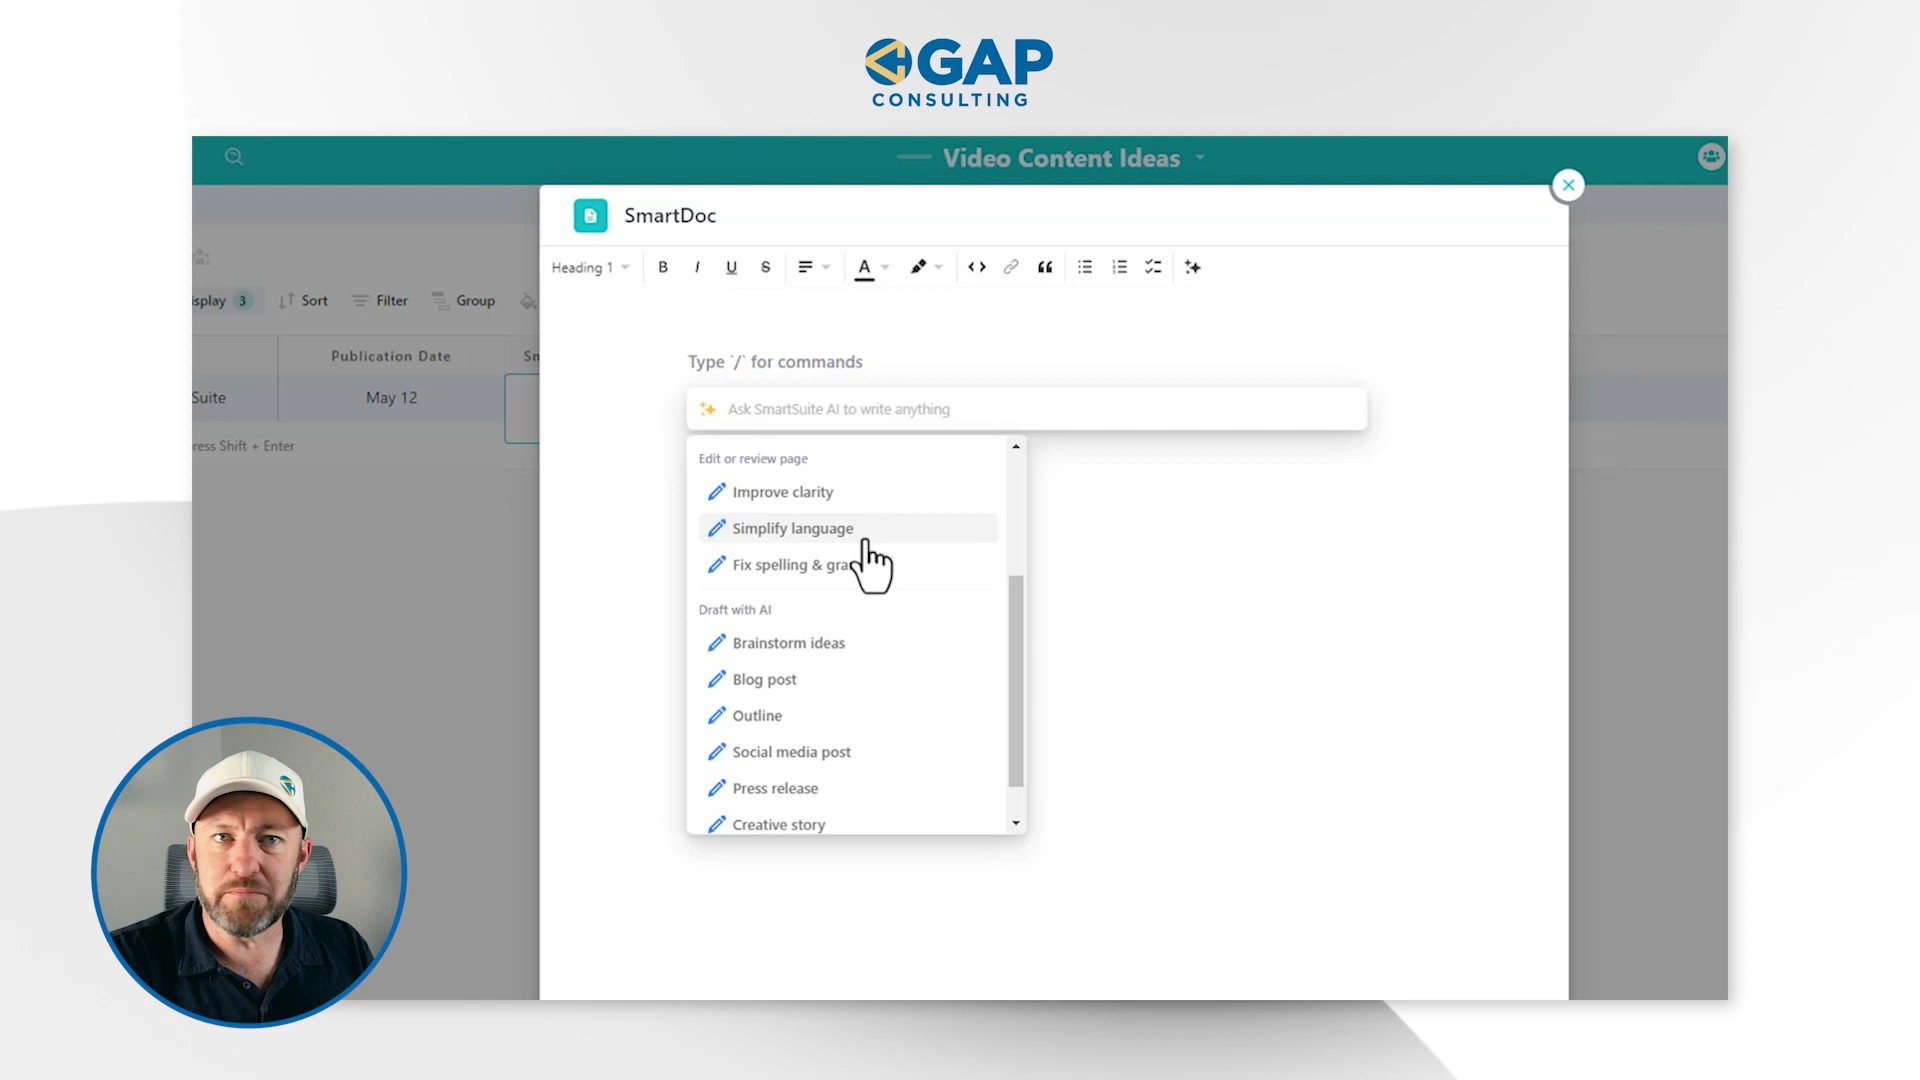 GAP
CONSULTING
Video Content Ideas
SmartDoc
Heading 1
B I U S A
isplay 3 Sort Filter Group
Publication Date
Suite May 12
ress Shift + Enter
Type `/` for commands
Ask SmartSuite AI to write anything
Edit or review page
Improve clarity
Simplify language
Fix spelling & gra
Draft with AI
Brainstorm ideas
Blog post
Outline
Social media post
Press release
Creative story